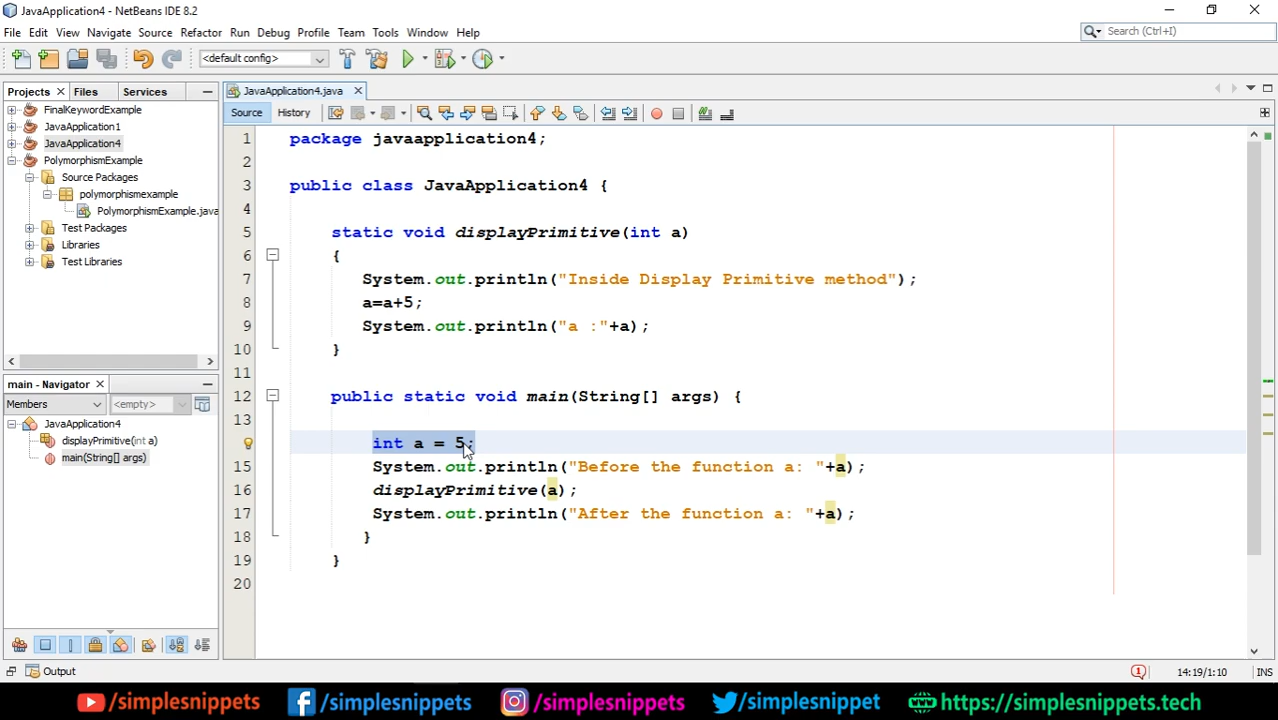 JavaApplication4 - NetBeans IDE 8.2
File Edit View Navigate Source Refactor Run Debug Profile Team Tools Window Help
Search (Ctrl+I)
<default config>
Projects Files Services
FinalKeywordExample
JavaApplication1
JavaApplication4
PolymorphismExample
Source Packages
polymorphismexample
PolymorphismExample.java
Test Packages
Libraries
Test Libraries
main - Navigator
Members <empty>
JavaApplication4
displayPrimitive(int a)
main(String[] args)
JavaApplication4.java
Source History
1 package javaapplication4;
2
3 public class JavaApplication4 {
4
5 static void displayPrimitive(int a)
6 {
7 System.out.println("Inside Display Primitive method");
8 a=a+5;
9 System.out.println("a :"+a);
10 }
11
12 public static void main(String[] args) {
13
int a = 5;
15 System.out.println("Before the function a: "+a);
16 displayPrimitive(a);
17 System.out.println("After the function a: "+a);
18 }
19 }
20
Output
1 14:19/1:10 INS
/simplesnippets /simplesnippets /simplesnippets /simplesnippets https://simplesnippets.tech